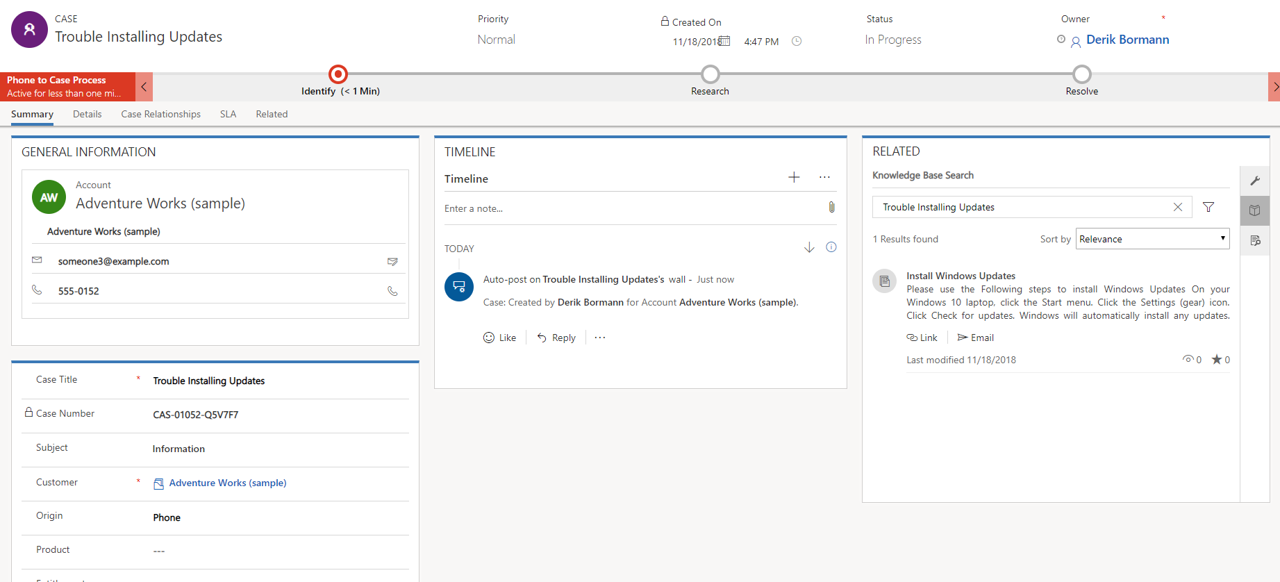 CASE
Trouble Installing Updates
Priority
Normal
Created On
11/18/2018 4:47 PM
Status
In Progress
Owner *
Derik Bormann
Phone to Case Process
Active for less than one mi...
Identify (< 1 Min)
Research
Resolve
Summary Details Case Relationships SLA Related
GENERAL INFORMATION
AW
Account
Adventure Works (sample)
Adventure Works (sample)
someone3@example.com
555-0152
Case Title * Trouble Installing Updates
Case Number CAS-01052-Q5V7F7
Subject Information
Customer * Adventure Works (sample)
Origin Phone
Product ---
TIMELINE
Timeline
Enter a note...
TODAY
Auto-post on Trouble Installing Updates's wall - Just now
Case: Created by Derik Bormann for Account Adventure Works (sample).
Like Reply ...
RELATED
Knowledge Base Search
Trouble Installing Updates
1 Results found Sort by Relevance
Install Windows Updates
Please use the Following steps to install Windows Updates On your
Windows 10 laptop, click the Start menu. Click the Settings (gear) icon.
Click Check for updates. Windows will automatically install any updates.
Link Email
Last modified 11/18/2018 0 0